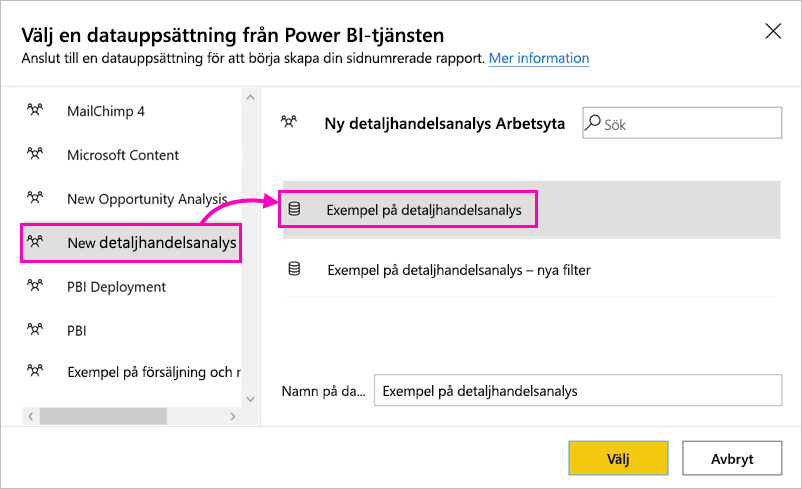 Välj en datauppsättning från Power BI-tjänsten
Anslut till en datauppsättning för att börja skapa din sidnumrerade rapport. Mer information
MailChimp 4
Microsoft Content
New Opportunity Analysis
New detaljhandelsanalys
PBI Deployment
PBI
Exempel på försäljning och
Ny detaljhandelsanalys Arbetsyta
Sök
Exempel på detaljhandelsanalys
Exempel på detaljhandelsanalys – nya filter
Namn på da... Exempel på detaljhandelsanalys
Välj Avbryt